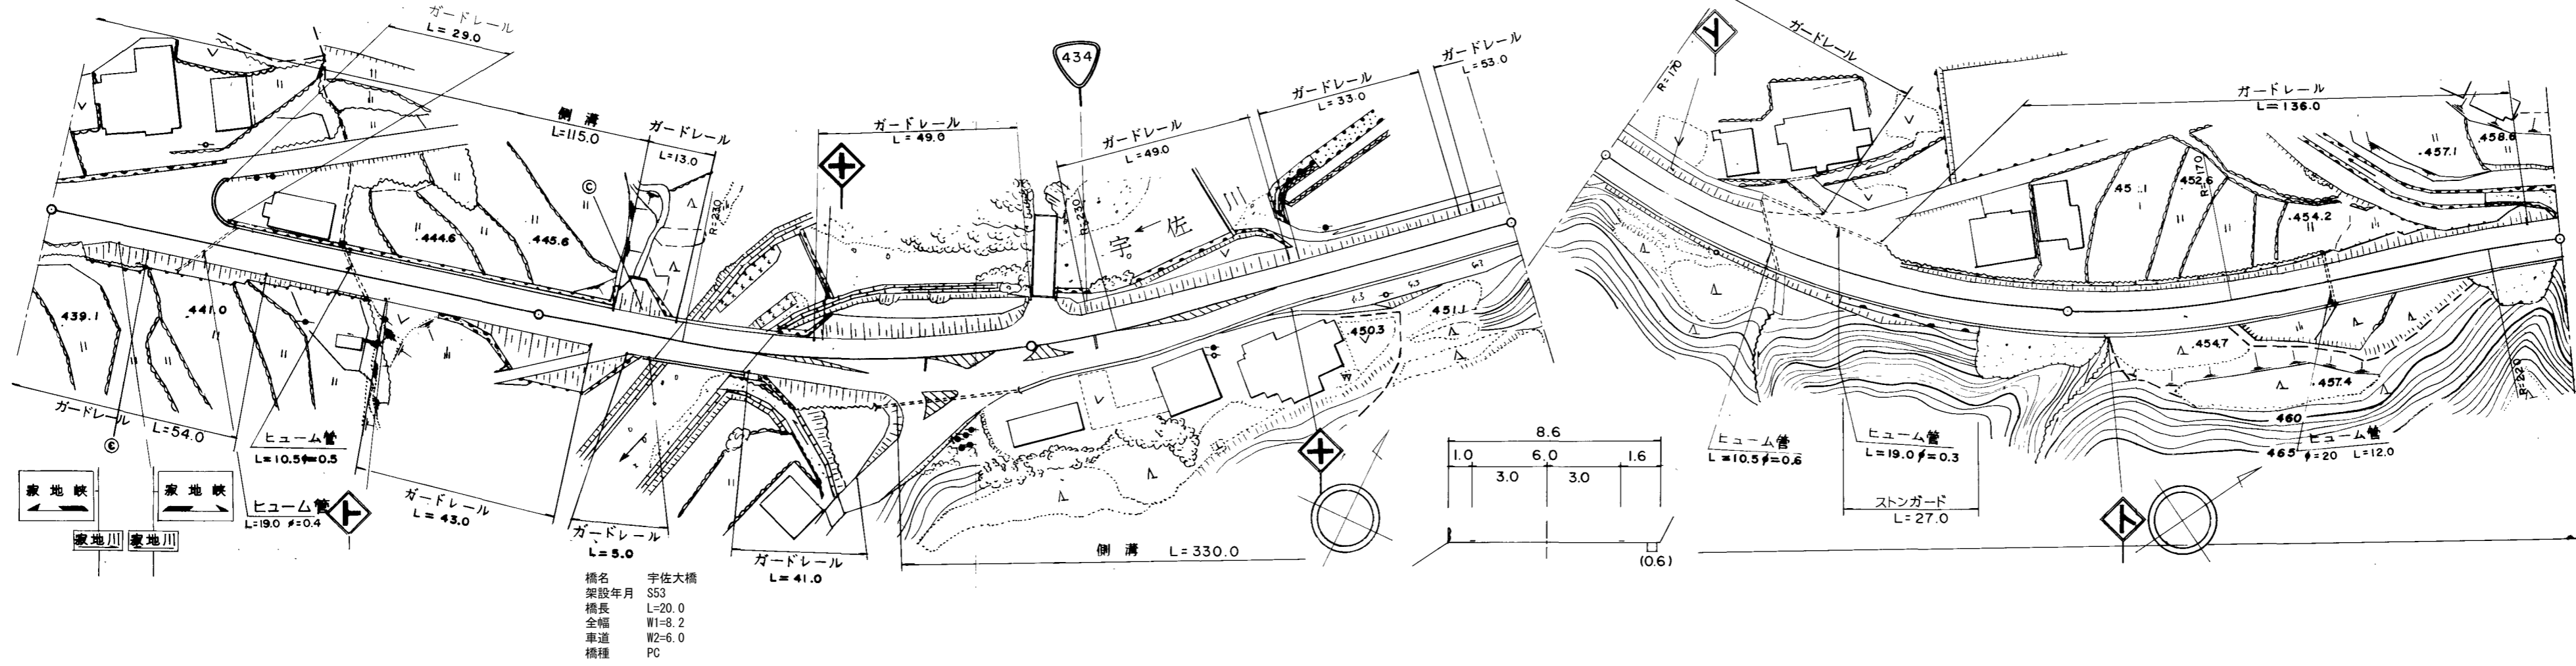 ガードレール
L=29.0
側溝
L=115.0
ガードレール
L=13.0
R=230
444.6
445.6
Ⓒ
439.1
441.0
ガードレール
L=54.0
Ⓒ
ヒューム管
L=10.5 φ=0.5
ヒューム管
L=19.0 φ=0.4
寂地峡
寂地峡
寂地川
寂地川
ガードレール
L=43.0
ガードレール
L=5.0
ガードレール
L=41.0
橋名 宇佐大橋
架設年月 S53
橋長 L=20.0
全幅 W1=8.2
車道 W2=6.0
橋種 PC
ガードレール
L=49.0
434
R=230
ガードレール
L=49.0
ガードレール
L=33.0
ガードレール
L=53.0
宇佐川
450.3
451.1
側溝 L=330.0
8.6
1.0 6.0 1.6
3.0 3.0
(0.6)
R=170
ガードレール
ガードレール
L=136.0
R=170
452.6
454.2
457.1
458.6
454.7
457.4
460
465
R=220
ヒューム管
L=10.5 φ=0.6
ヒューム管
L=19.0 φ=0.3
ストンガード
L=27.0
ヒューム管
φ=20 L=12.0